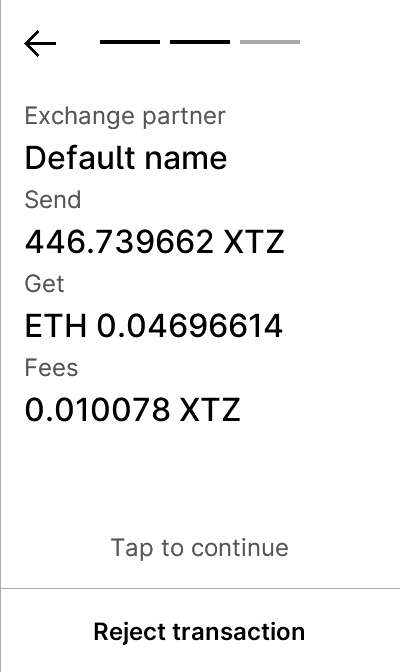 Exchange partner
Default name
Send
446.739662 XTZ
Get
ETH 0.04696614
Fees
0.010078 XTZ
Tap to continue
Reject transaction